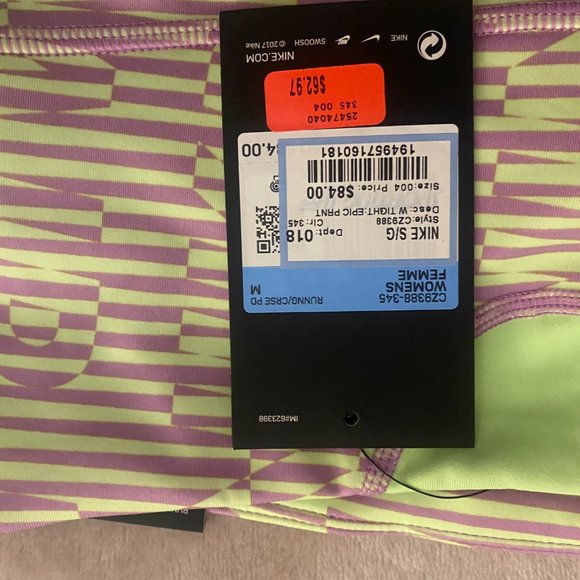 IM#623398
CZ9388-345
WOMENS
FEMME
RUNNG/CRSE PD
M
NIKE S/G
Dept: 018
Style:CZ9388
Clr:345
Desc:W TIGHT-EPIC PRNT
Size:004 Price: $84.00
194957160181
4.00
25474040
345 004
$62.97
NIKE.COM
NIKE
SWOOSH © 2017 Nike